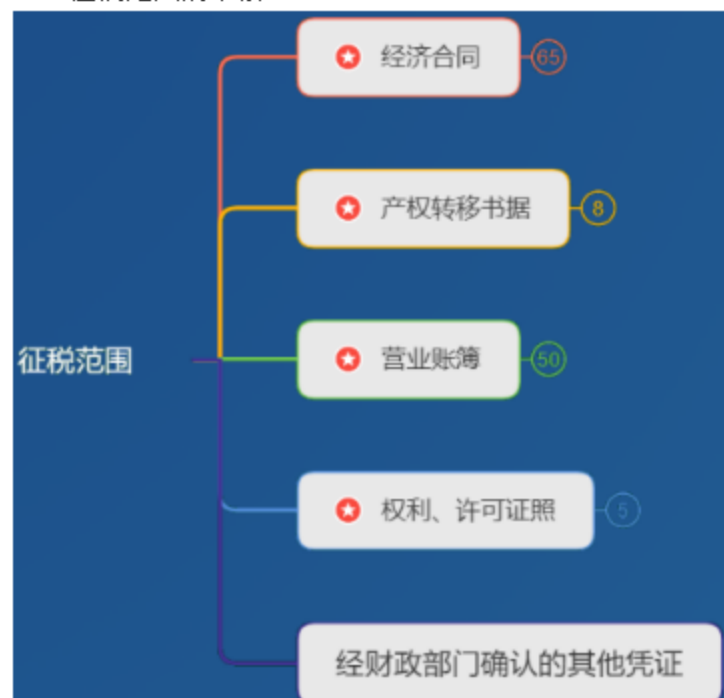 经济合同 65
产权转移书据 8
征税范围
营业账簿 50
权利、许可证照 5
经财政部门确认的其他凭证